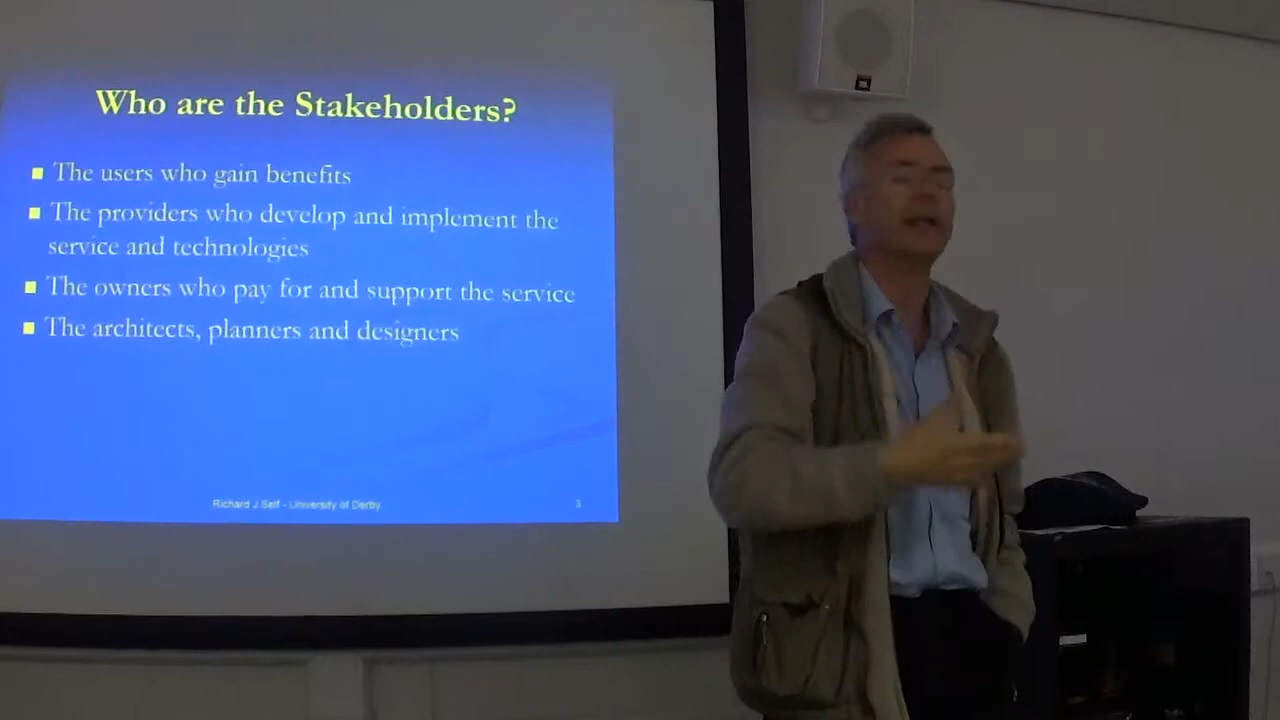 Who are the Stakeholders?
The users who gain benefits
The providers who develop and implement the
service and technologies
The owners who pay for and support the service
The architects, planners and designers
Richard J Self - University of Derby
3
JBL